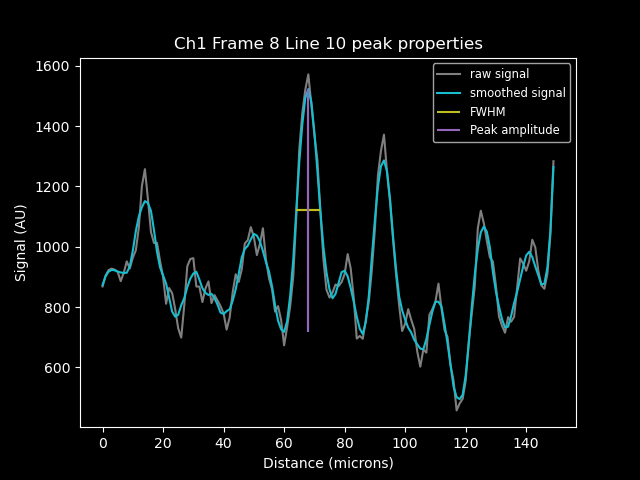 Ch1 Frame 8 Line 10 peak properties
raw signal
smoothed signal
FWHM
Peak amplitude
Signal (AU)
1600
1400
1200
1000
800
600
0 20 40 60 80 100 120 140
Distance (microns)